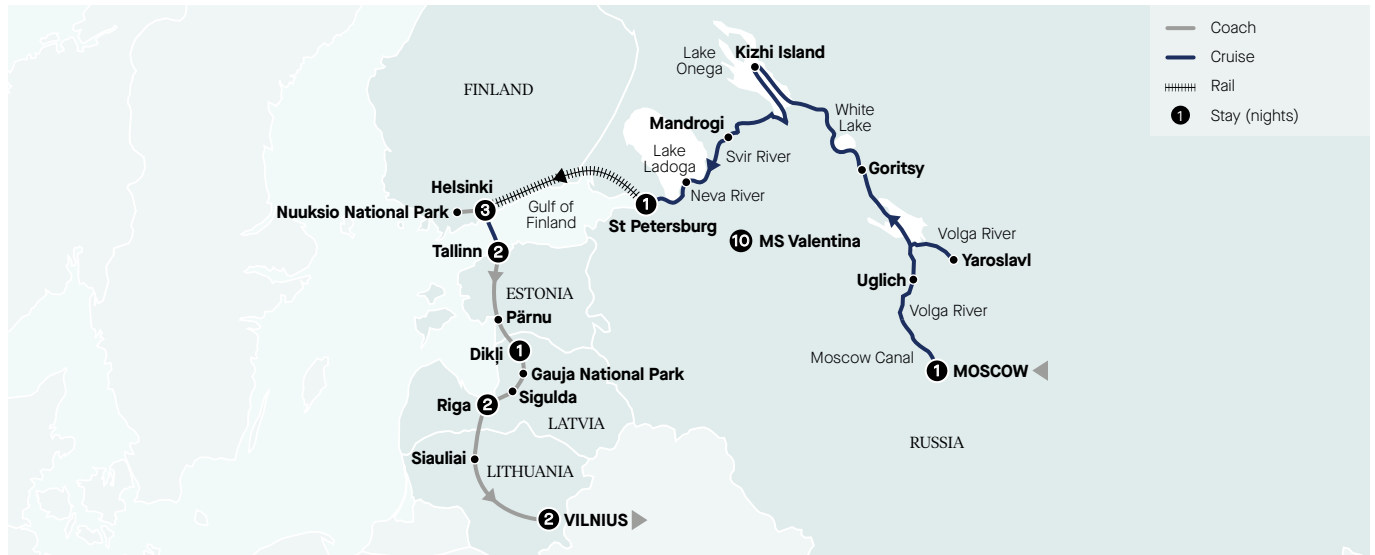 Coach
Cruise
Rail
1 Stay (nights)
Lake
Onega
Kizhi Island
FINLAND
White
Lake
Mandrogi
Lake
Ladoga
Svir River
Goritsy
Neva River
Helsinki
3
Nuuksio National Park
Gulf of
Finland
1
St Petersburg
10 MS Valentina
Volga River
Yaroslavl
Tallinn 2
Uglich
ESTONIA
Volga River
Pärnu
Dikļi 1
Moscow Canal
1 MOSCOW
Gauja National Park
Sigulda
Riga 2
LATVIA
RUSSIA
Siauliai
LITHUANIA
2 VILNIUS